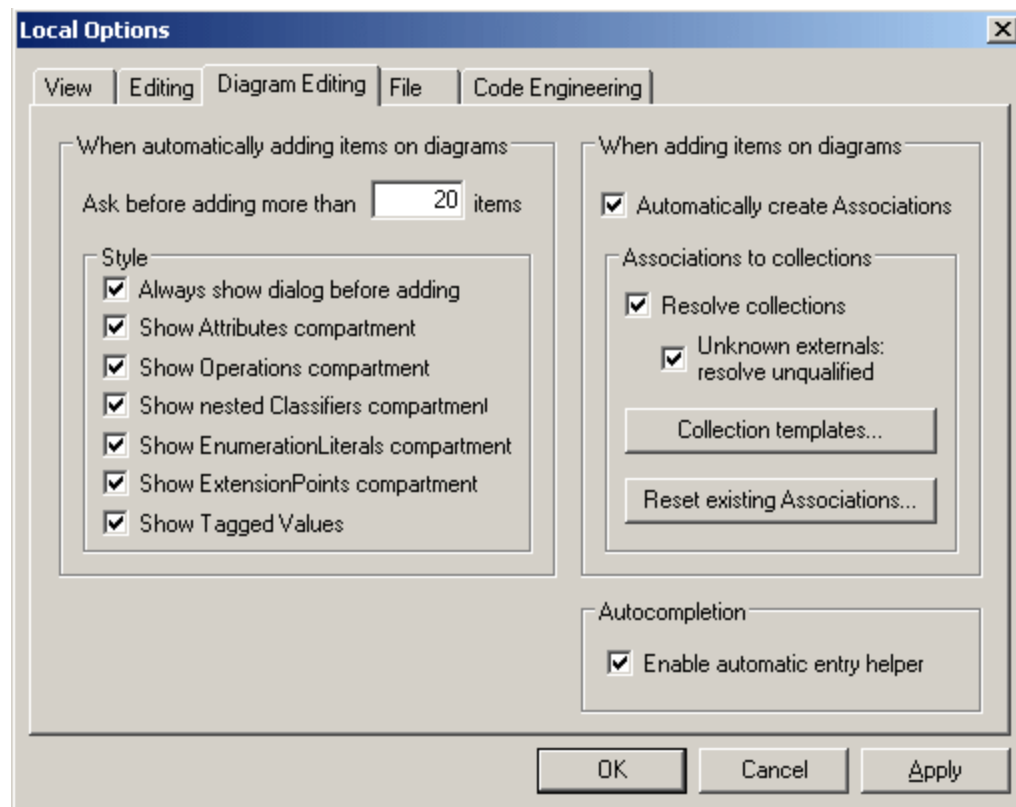 Local Options
View
Editing
Diagram Editing
File
Code Engineering
When automatically adding items on diagrams
Ask before adding more than 20 items
Style
Always show dialog before adding
Show Attributes compartment
Show Operations compartment
Show nested Classifiers compartment
Show EnumerationLiterals compartment
Show ExtensionPoints compartment
Show Tagged Values
When adding items on diagrams
Automatically create Associations
Associations to collections
Resolve collections
Unknown externals:
resolve unqualified
Collection templates...
Reset existing Associations...
Autocompletion
Enable automatic entry helper
OK
Cancel
Apply